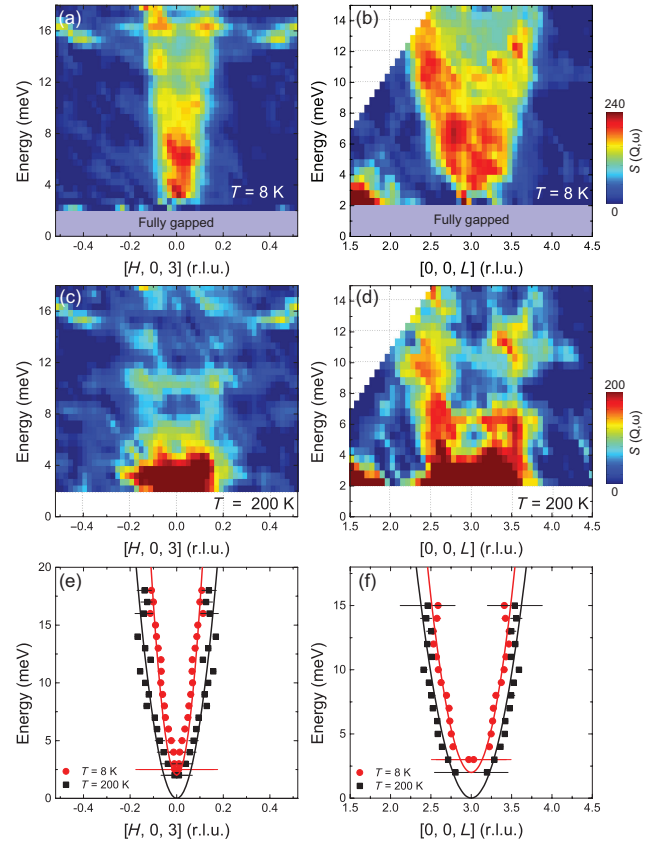 (a)
16
12
8
4
Energy (meV)
T = 8 K
Fully gapped
−0.4 −0.2 0.0 0.2 0.4
[H, 0, 3] (r.l.u.)
(b)
14
12
10
8
6
4
2
0
Energy (meV)
T = 8 K
Fully gapped
1.5 2.0 2.5 3.0 3.5 4.0 4.5
[0, 0, L] (r.l.u.)
240
0
S (Q,ω)
(c)
16
12
8
4
0
Energy (meV)
T = 200 K
−0.4 −0.2 0.0 0.2 0.4
[H, 0, 3] (r.l.u.)
(d)
14
12
10
8
6
4
2
0
Energy (meV)
T = 200 K
1.5 2.0 2.5 3.0 3.5 4.0 4.5
[0, 0, L] (r.l.u.)
200
0
S (Q,ω)
(e)
20
15
10
5
0
Energy (meV)
T = 8 K
T = 200 K
−0.4 −0.2 0.0 0.2 0.4
[H, 0, 3] (r.l.u.)
(f)
15
10
5
0
Energy (meV)
T = 8 K
T = 200 K
1.5 2.0 2.5 3.0 3.5 4.0 4.5
[0, 0, L] (r.l.u.)